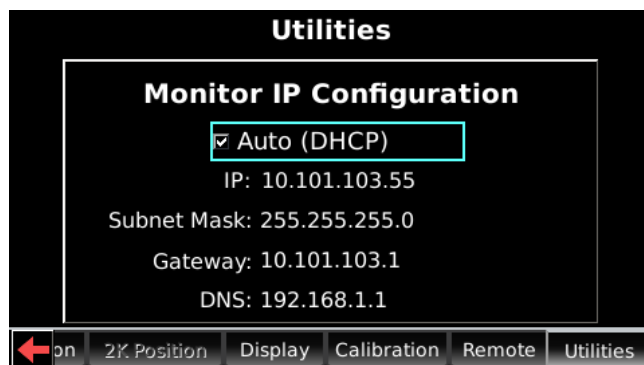 Utilities
Monitor IP Configuration
Auto (DHCP)
IP: 10.101.103.55
Subnet Mask: 255.255.255.0
Gateway: 10.101.103.1
DNS: 192.168.1.1
on 2K Position Display Calibration Remote Utilities